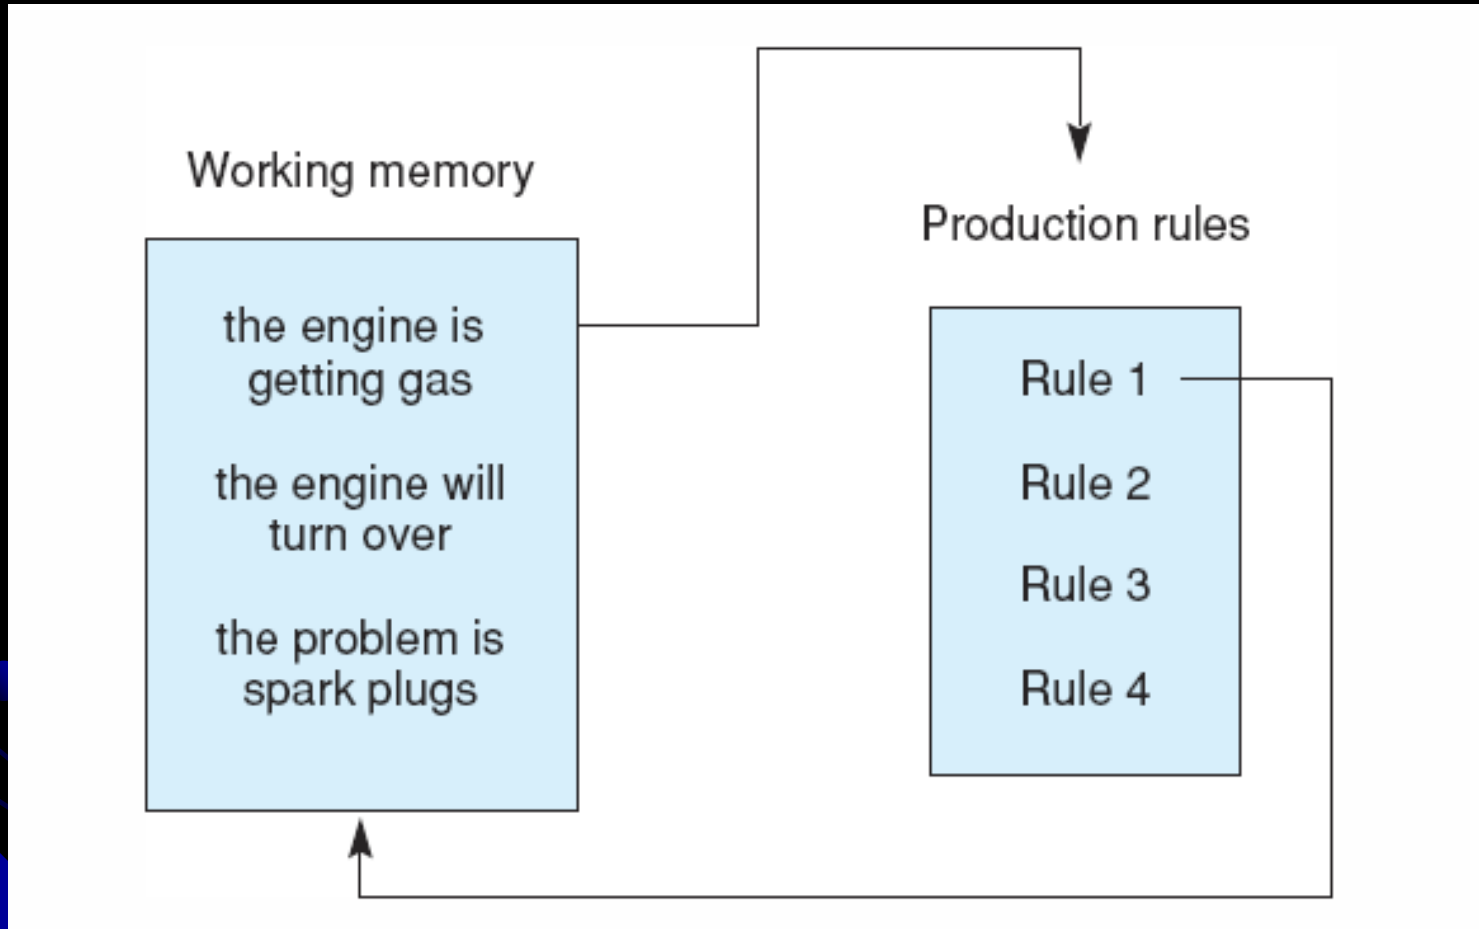 Working memory
the engine is
getting gas
the engine will
turn over
the problem is
spark plugs
Production rules
Rule 1
Rule 2
Rule 3
Rule 4